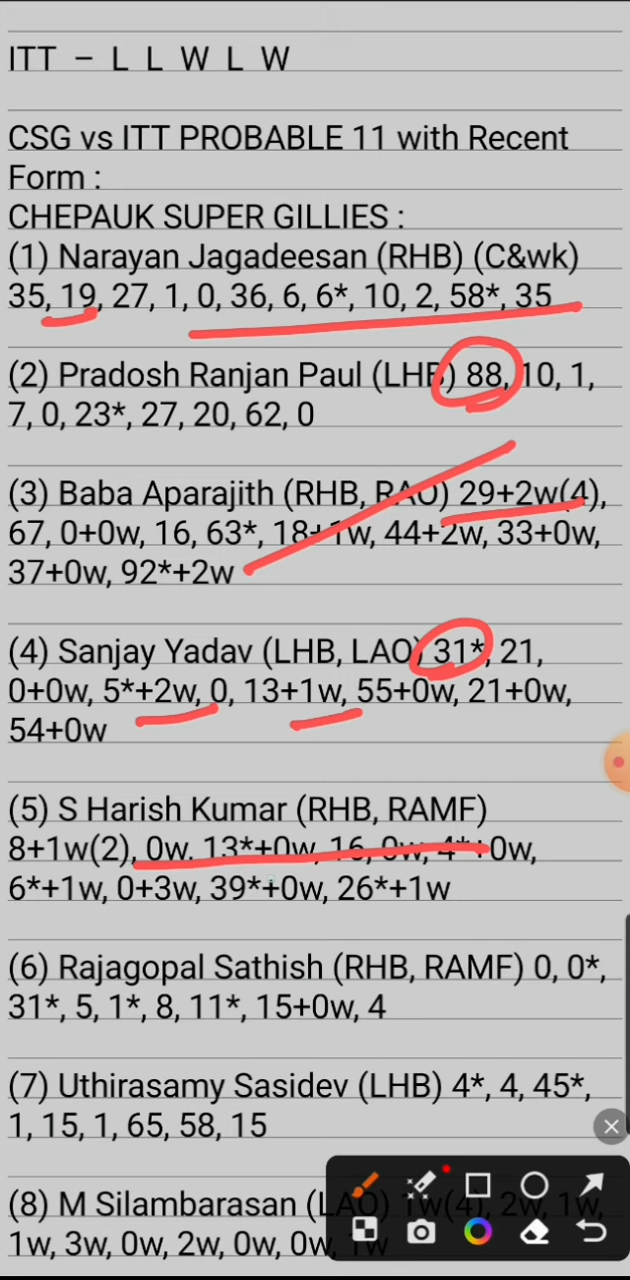 ITT – L L W L W
CSG vs ITT PROBABLE 11 with Recent
Form :
CHEPAUK SUPER GILLIES :
(1) Narayan Jagadeesan (RHB) (C&wk)
35, 19, 27, 1, 0, 36, 6, 6*, 10, 2, 58*, 35
(2) Pradosh Ranjan Paul (LHB) 88, 10, 1,
7, 0, 23*, 27, 20, 62, 0
(3) Baba Aparajith (RHB, RAO) 29+2w(4),
67, 0+0w, 16, 63*, 18+1w, 44+2w, 33+0w,
37+0w, 92*+2w
(4) Sanjay Yadav (LHB, LAO) 31*, 21,
0+0w, 5*+2w, 0, 13+1w, 55+0w, 21+0w,
54+0w
(5) S Harish Kumar (RHB, RAMF)
8+1w(2), 0w, 13*+0w, 16, 0w, 4*+0w,
6*+1w, 0+3w, 39*+0w, 26*+1w
(6) Rajagopal Sathish (RHB, RAMF) 0, 0*,
31*, 5, 1*, 8, 11*, 15+0w, 4
(7) Uthirasamy Sasidev (LHB) 4*, 4, 45*,
1, 15, 1, 65, 58, 15
(8) M Silambarasan (LAO) 1w(4), 2w, 1w,
1w, 3w, 0w, 2w, 0w, 0w, 1w